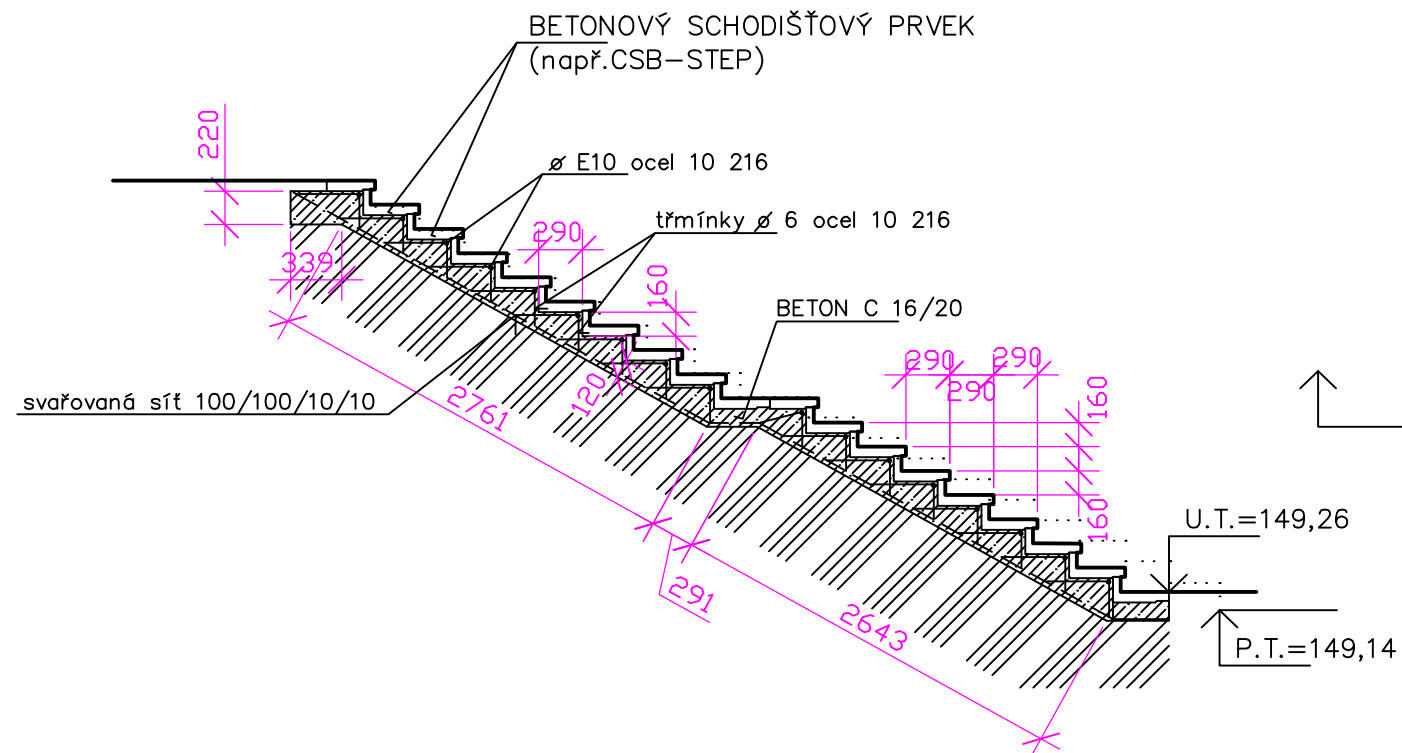 BETONOVÝ SCHODIŠŤOVÝ PRVEK
(např.CSB-STEP)
220
ø E10 ocel 10 216
třmínky ø 6 ocel 10 216
290
339
160
BETON C 16/20
290
290
290
160
svařovaná síť 100/100/10/10
2761
120
160
U.T.=149,26
291
2643
P.T.=149,14